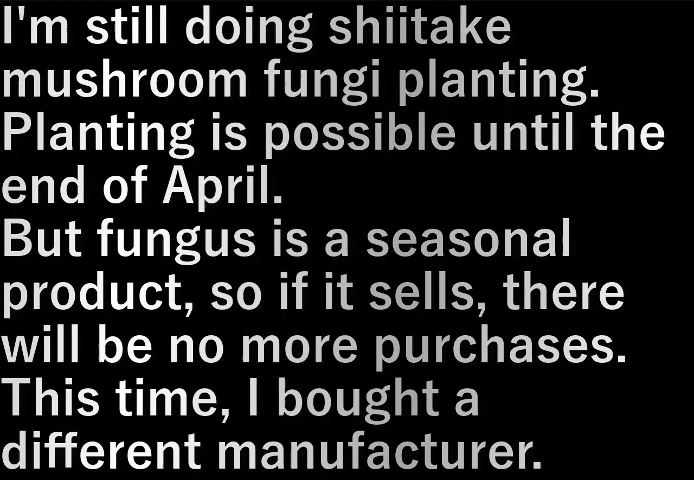 I'm still doing shiitake
mushroom fungi planting.
Planting is possible until the
end of April.
But fungus is a seasonal
product, so if it sells, there
will be no more purchases.
This time, I bought a
different manufacturer.